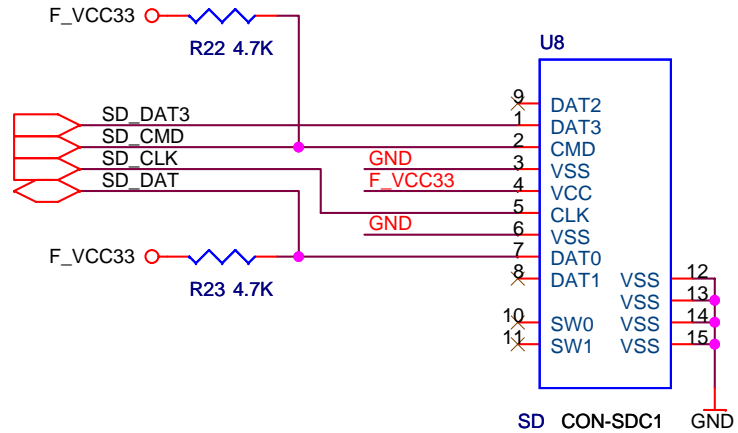 F_VCC33
R22 4.7K
U8
SD_DAT3
SD_CMD
SD_CLK
SD_DAT
GND
F_VCC33
GND
9 DAT2
1 DAT3
2 CMD
3 VSS
4 VCC
5 CLK
6 VSS
7 DAT0
8 DAT1
10 SW0
11 SW1
VSS 12
VSS 13
VSS 14
VSS 15
F_VCC33
R23 4.7K
SD CON-SDC1
GND